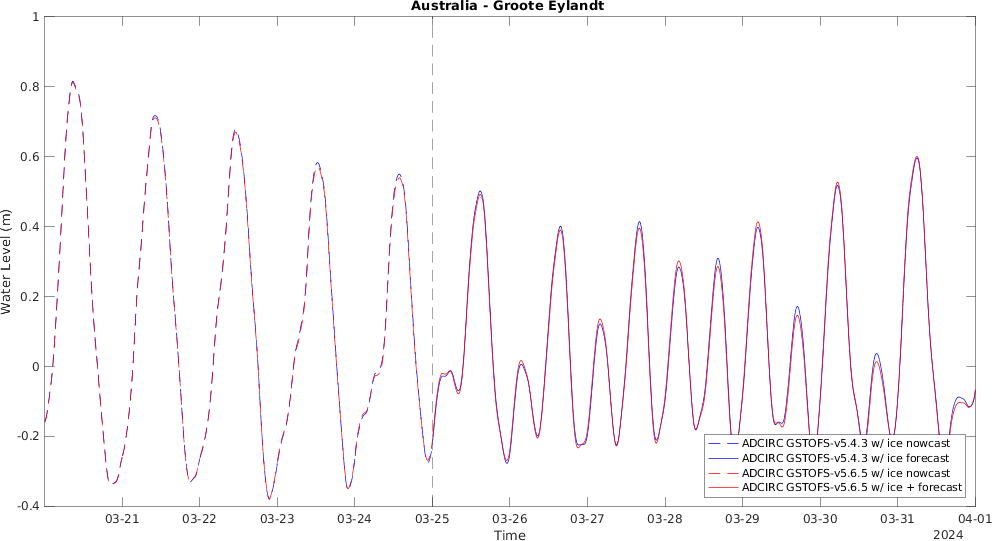 Australia - Groote Eylandt
1
0.8
0.6
0.4
0.2
0
-0.2
-0.4
Water Level (m)
03-21 03-22 03-23 03-24 03-25 03-26 03-27 03-28 03-29 03-30 03-31 04-01
Time
2024
ADCIRC GSTOFS-v5.4.3 w/ ice nowcast
ADCIRC GSTOFS-v5.4.3 w/ ice forecast
ADCIRC GSTOFS-v5.6.5 w/ ice nowcast
ADCIRC GSTOFS-v5.6.5 w/ ice + forecast